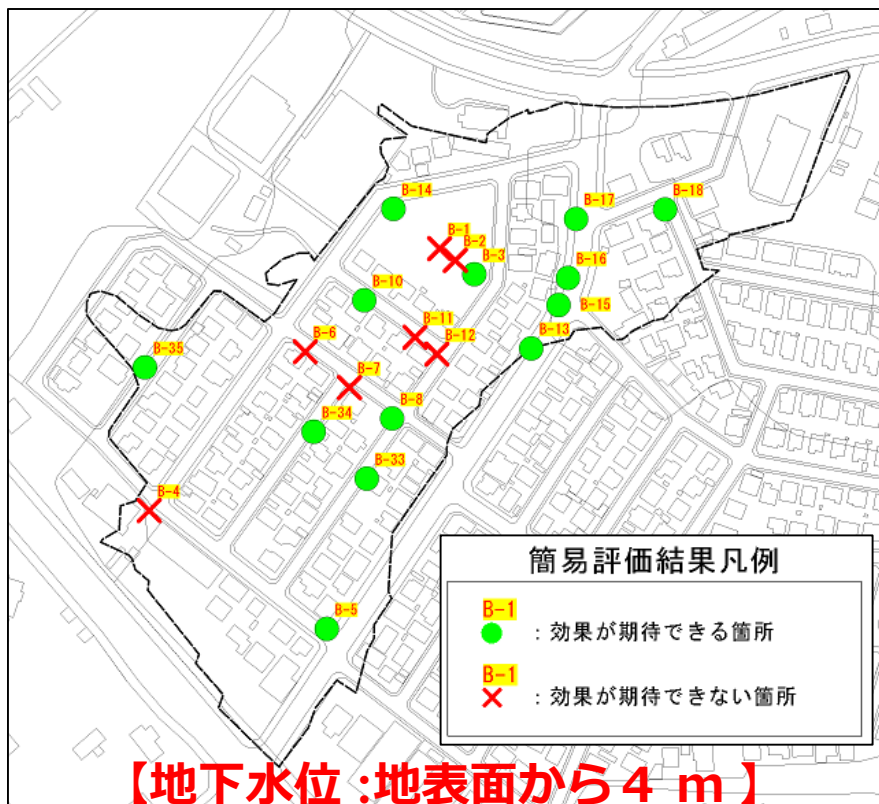 B-14
B-17
B-18
B-1
B-2
B-3
B-16
B-10
B-15
B-11
B-12
B-13
B-6
B-35
B-7
B-8
B-34
B-33
B-4
B-5
簡易評価結果凡例
B-1
：効果が期待できる箇所
B-1
：効果が期待できない箇所
【地下水位：地表面から４ m 】